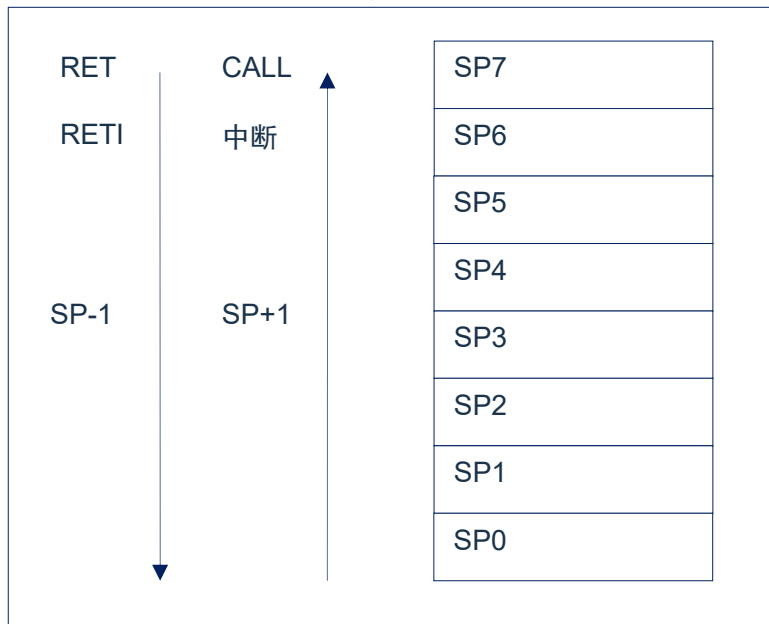 RET CALL SP7
RETI 中断 SP6
SP5
SP4
SP-1 SP+1
SP3
SP2
SP1
SP0